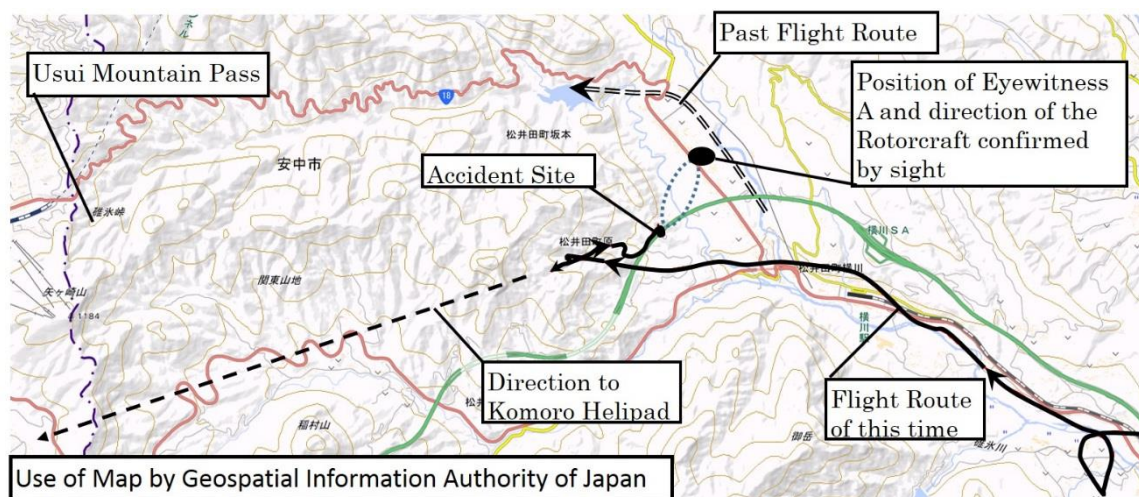 Past Flight Route
Usui Mountain Pass
18
Position of Eyewitness
A and direction of the
Rotorcraft confirmed
by sight
松井田町坂本
安中市
Accident Site
碓氷峠
松井田町原
横川SA
松井田町横川
関東山地
矢ヶ崎山
1184
横川駅
Direction to
Komoro Helipad
Flight Route
of this time
稲村山
御岳
碓氷川
Use of Map by Geospatial Information Authority of Japan